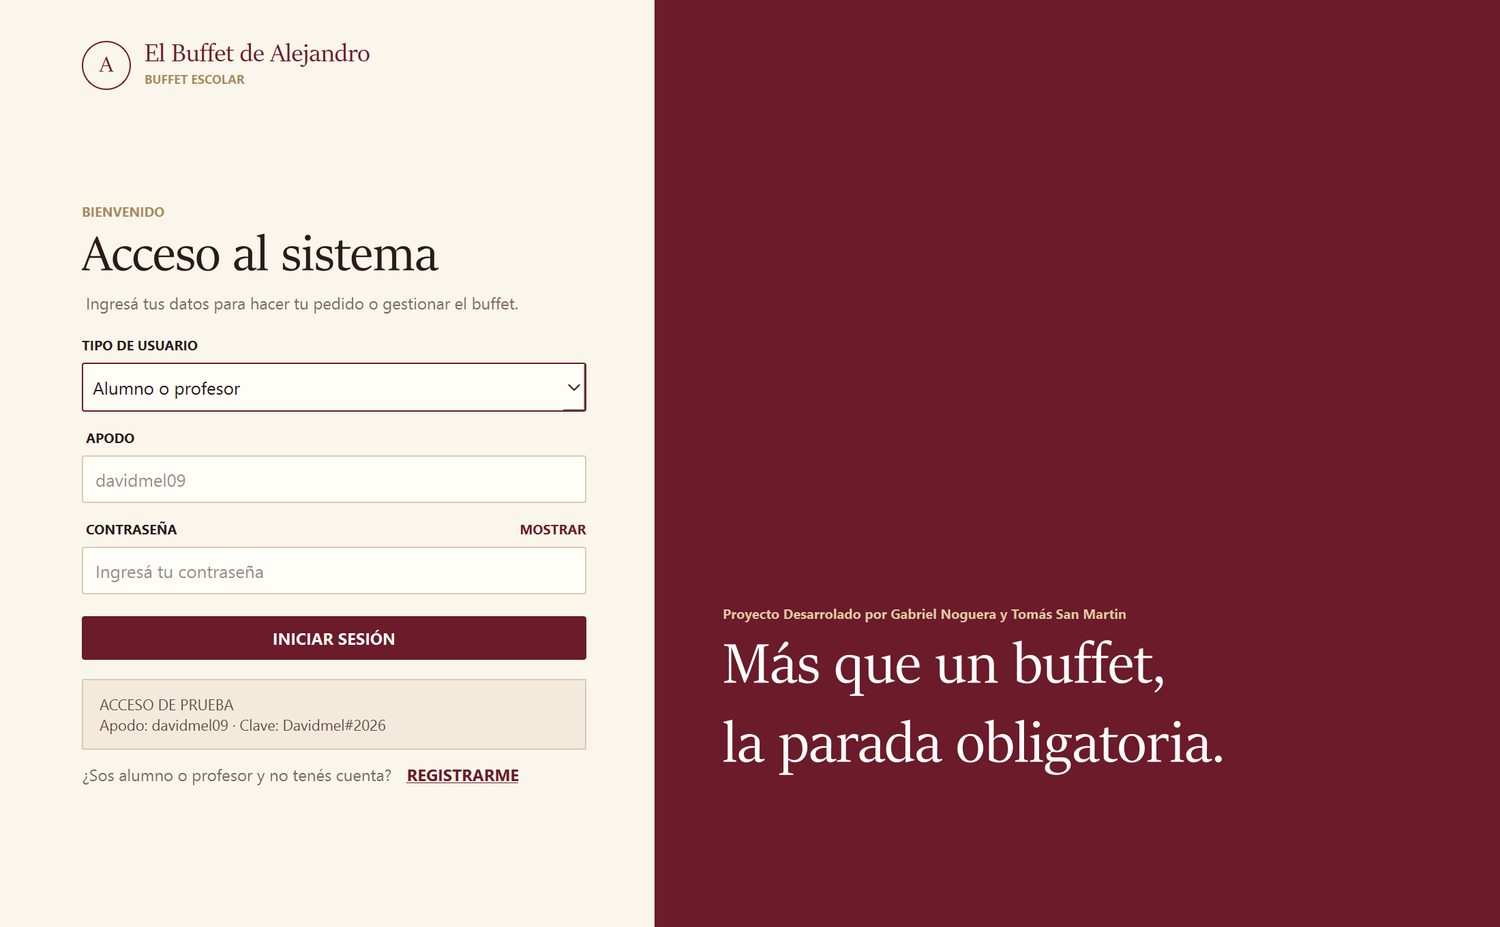 A
El Buffet de Alejandro
BUFFET ESCOLAR
BIENVENIDO
Acceso al sistema
Ingresá tus datos para hacer tu pedido o gestionar el buffet.
TIPO DE USUARIO
Alumno o profesor
APODO
davidmel09
CONTRASEÑA MOSTRAR
Ingresá tu contraseña
INICIAR SESIÓN
ACCESO DE PRUEBA
Apodo: davidmel09 · Clave: Davidmel#2026
¿Sos alumno o profesor y no tenés cuenta? REGISTRARME
Proyecto Desarrolado por Gabriel Noguera y Tomás San Martin
Más que un buffet,
la parada obligatoria.